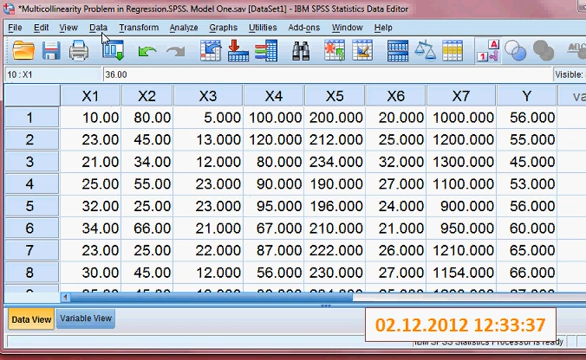 *Multicollinearity Problem in Regression.SPSS. Model One.sav [DataSet1] - IBM SPSS Statistics Data Editor
File Edit View Data Transform Analyze Graphs Utilities Add-ons Window Help
10 : X1 36.00 Visible:
X1 X2 X3 X4 X5 X6 X7 Y
1 10.00 80.00 5.000 100.000 200.000 20.000 1000.000 56.000
2 23.00 45.00 13.000 120.000 212.000 25.000 1200.000 55.000
3 21.00 34.00 12.000 80.000 234.000 32.000 1300.000 45.000
4 25.00 55.00 23.000 90.000 190.000 27.000 1100.000 53.000
5 32.00 25.00 23.000 95.000 196.000 24.000 900.000 56.000
6 34.00 66.00 21.000 67.000 210.000 21.000 950.000 60.000
7 23.00 25.00 22.000 87.000 222.000 26.000 1210.000 65.000
8 30.00 45.00 12.000 56.000 230.000 27.000 1154.000 66.000
Data View Variable View
02.12.2012 12:33:37
IBM SPSS Statistics Processor is ready